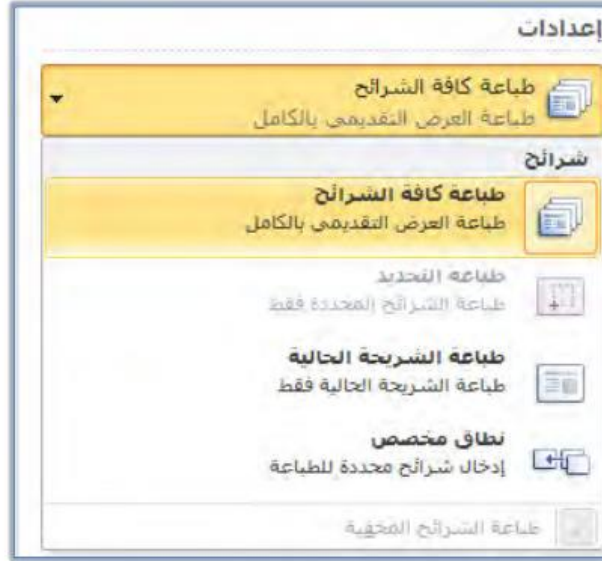 إعدادات
طباعة كافة الشرائح
طباعة العرض التقديمي بالكامل
شرائح
طباعة كافة الشرائح
طباعة العرض التقديمي بالكامل
طباعة التحديد
طباعة الشرائح المحددة فقط
طباعة الشريحة الحالية
طباعة الشريحة الحالية فقط
نطاق مخصص
إدخال شرائح محددة للطباعة
طباعة الشرائح المخفية